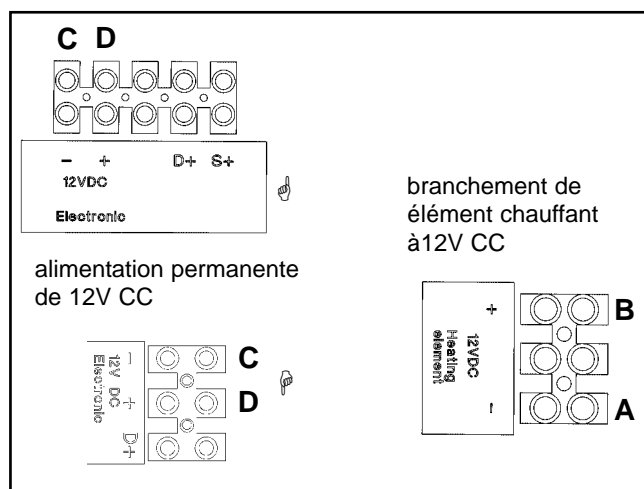 C D
– + D+ S+
12VDC
Electronic
alimentation permanente
de 12V CC
– + D+
12V DC
Electronic
C
D
branchement de
élément chauffant
à12V CC
+ –
12VDC
Heating
element
B
A